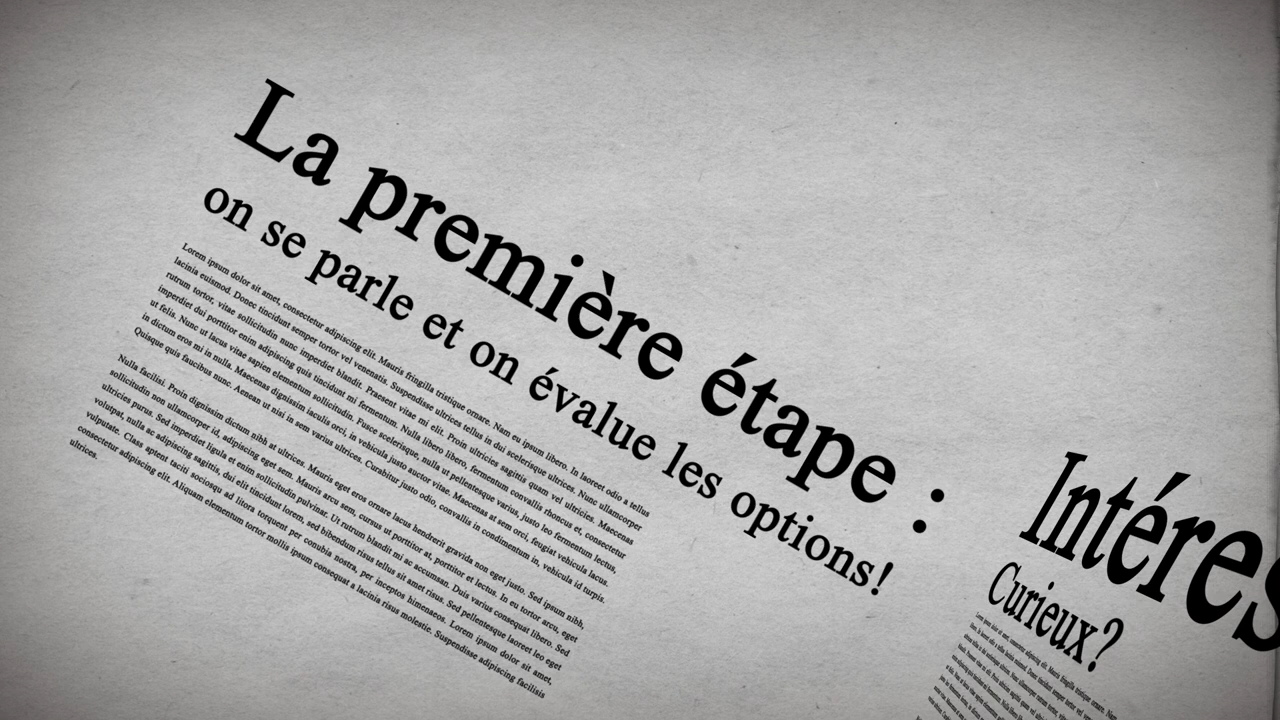 La première étape :
on se parle et on évalue les options!
Lorem ipsum dolor sit amet, consectetur adipiscing elit. Mauris fringilla tristique ornare. Nam eu ipsum libero. In laoreet odio a tellus
lacinia euismod. Donec tincidunt semper tortor vel venenatis. Suspendisse ultrices tellus in dui scelerisque ultrices. Nunc ullamcorper
rutrum tortor, vitae sollicitudin nunc imperdiet blandit. Praesent vitae mi elit. Proin ultricies sagittis quam vel ultricies. Maecenas
imperdiet dui porttitor enim adipiscing quis tincidunt mi fermentum. Nulla libero libero, fermentum convallis rhoncus et, consectetur
ut felis. Nunc ut lacus vitae sapien elementum sollicitudin. Fusce scelerisque, nulla ut pellentesque varius, justo leo fermentum lectus,
in dictum eros mi in nulla. Maecenas dignissim iaculis orci, in vehicula justo auctor vitae. Maecenas at sem orci, feugiat vehicula lacus.
Quisque quis faucibus nunc. Aenean ut nisi in sem varius ultrices. Curabitur justo odio, convallis in condimentum in, vehicula id turpis.
Nulla facilisi. Proin dignissim dictum nibh at ultrices. Mauris eget eros ornare lacus hendrerit gravida non eget justo. Sed ipsum nibh,
sollicitudin non ullamcorper id, adipiscing eget sem. Mauris arcu sem, cursus ut porttitor at, porttitor et lectus. In eu tortor arcu, eget
ultricies purus. Sed imperdiet ligula et enim sollicitudin pulvinar. Ut rutrum blandit mi ac accumsan. Duis varius consequat libero. Sed
volutpat, nulla ac adipiscing sagittis, dui elit tincidunt lorem, sed bibendum risus tellus sit amet risus. Sed pellentesque laoreet leo eget
vulputate. Class aptent taciti sociosqu ad litora torquent per conubia nostra, per inceptos himenaeos. Lorem ipsum dolor sit amet,
consectetur adipiscing elit. Aliquam elementum tortor mollis ipsum consequat a lacinia risus molestie. Suspendisse adipiscing facilisis
ultrices.
Intéres
Curieux?